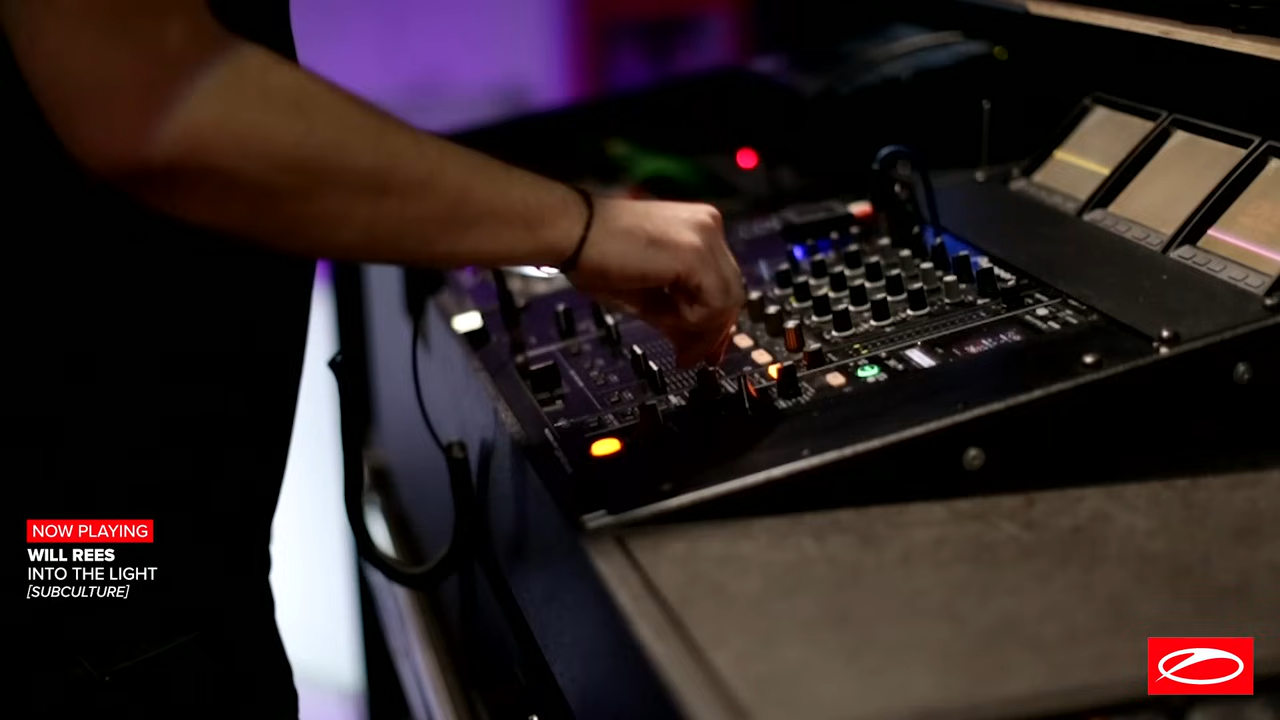 NOW PLAYING
WILL REES
INTO THE LIGHT
[SUBCULTURE]